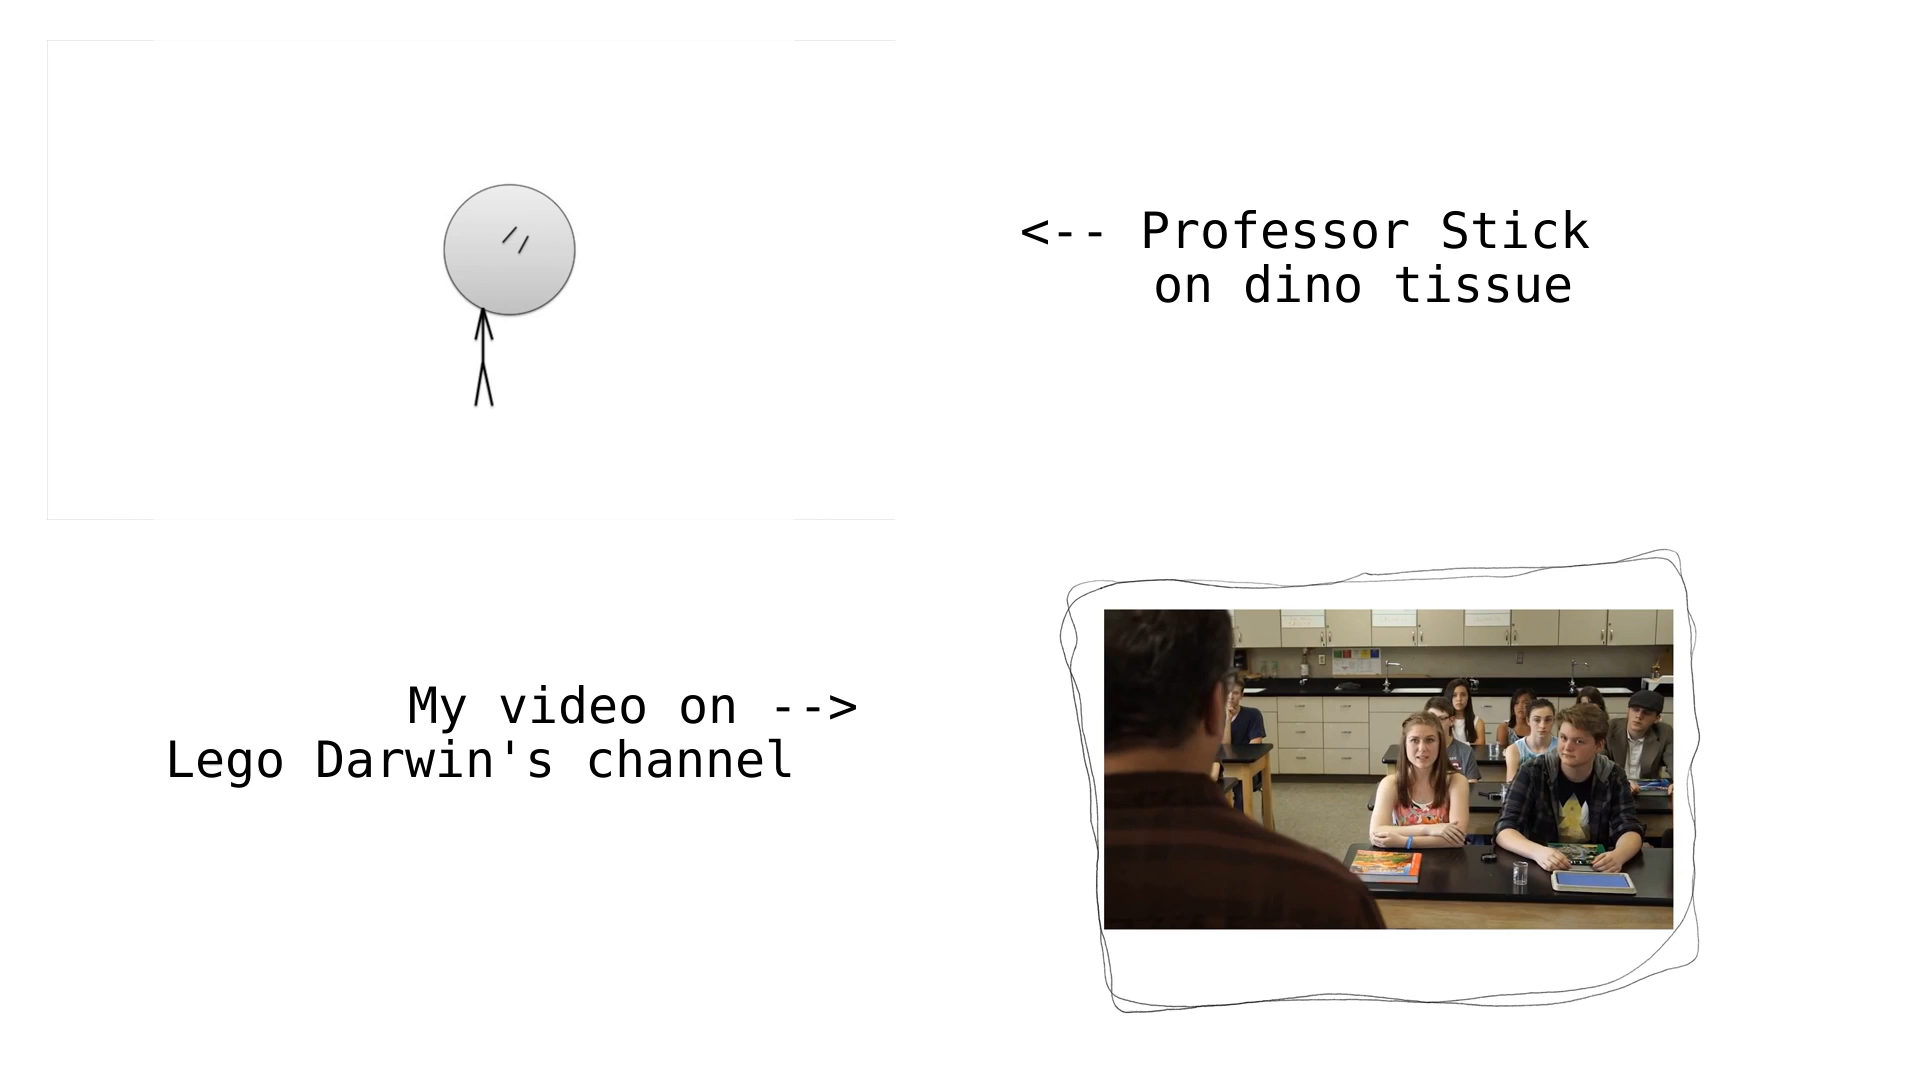 <-- Professor Stick
on dino tissue
My video on -->
Lego Darwin's channel